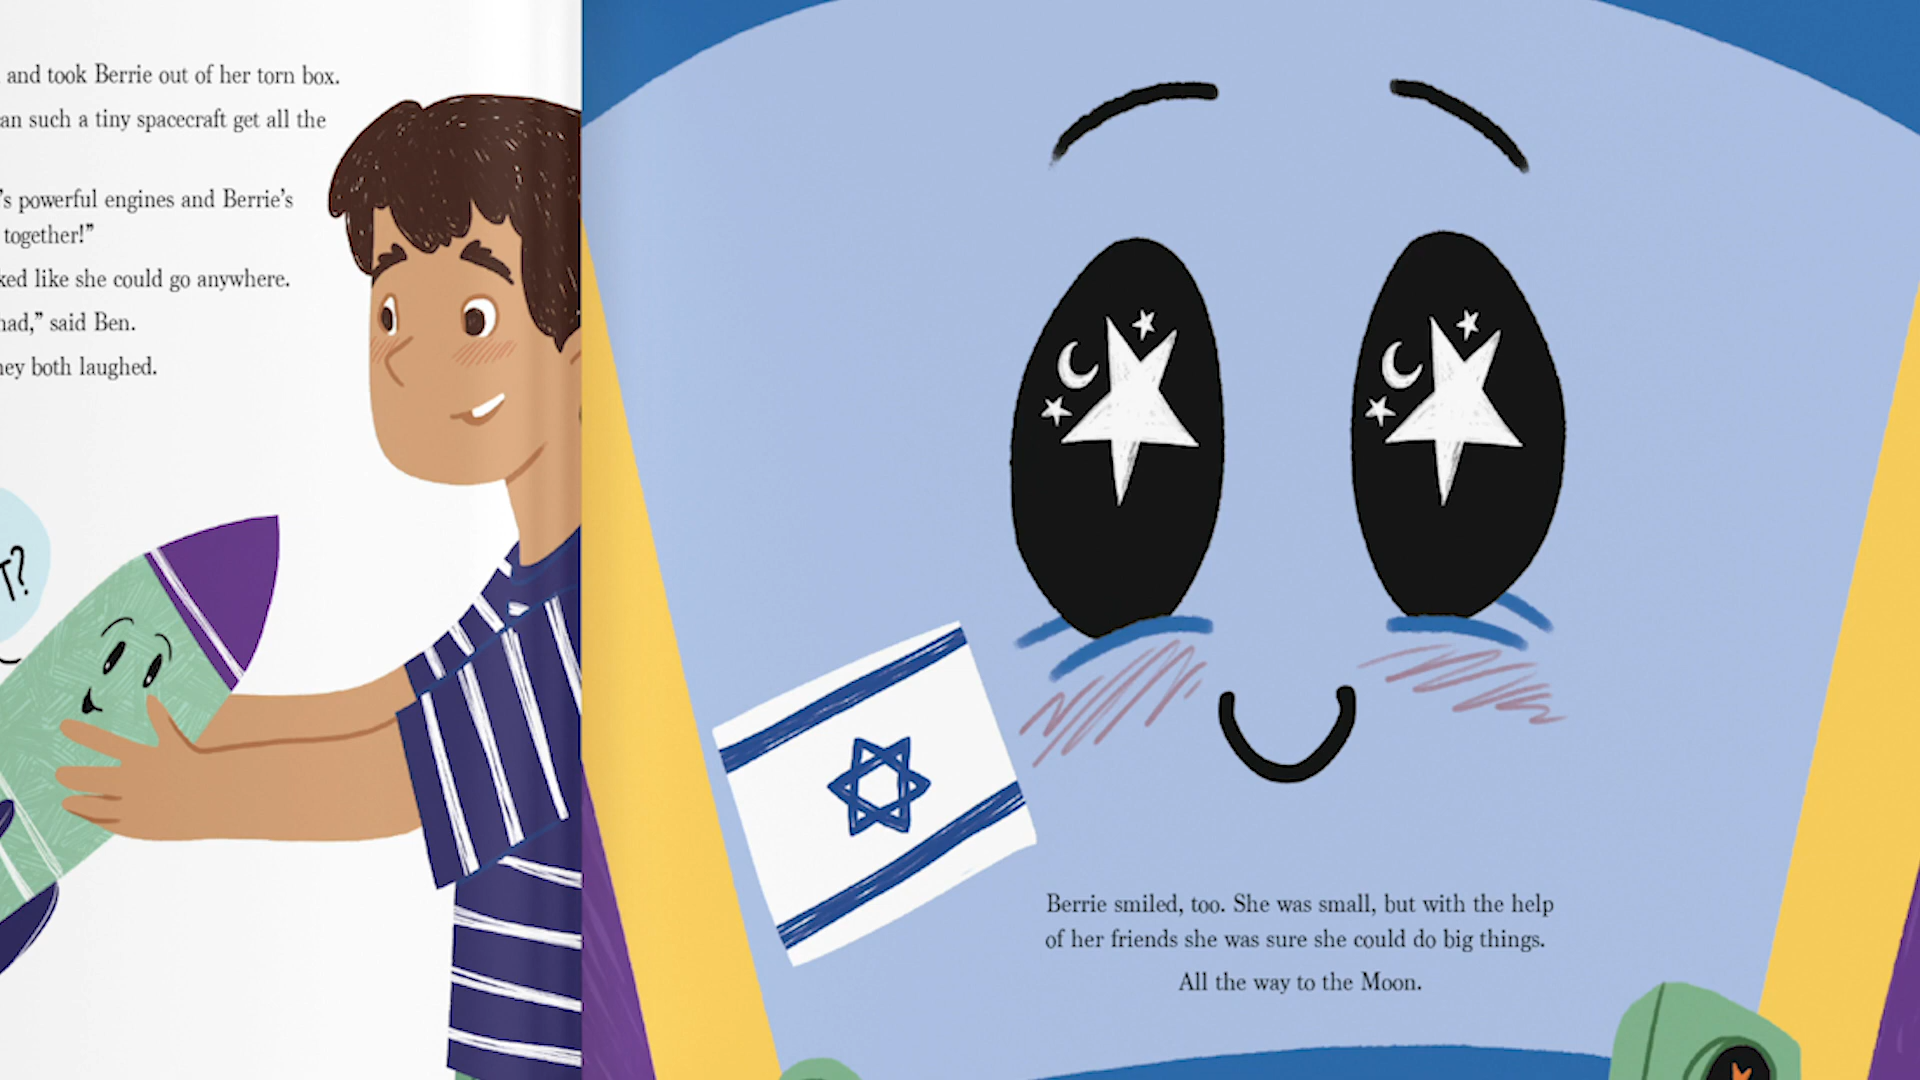 and took Berrie out of her torn box.
an such a tiny spacecraft get all the
's powerful engines and Berrie's
together!”
ked like she could go anywhere.
had,” said Ben.
hey both laughed.
T?
Berrie smiled, too. She was small, but with the help
of her friends she was sure she could do big things.
All the way to the Moon.